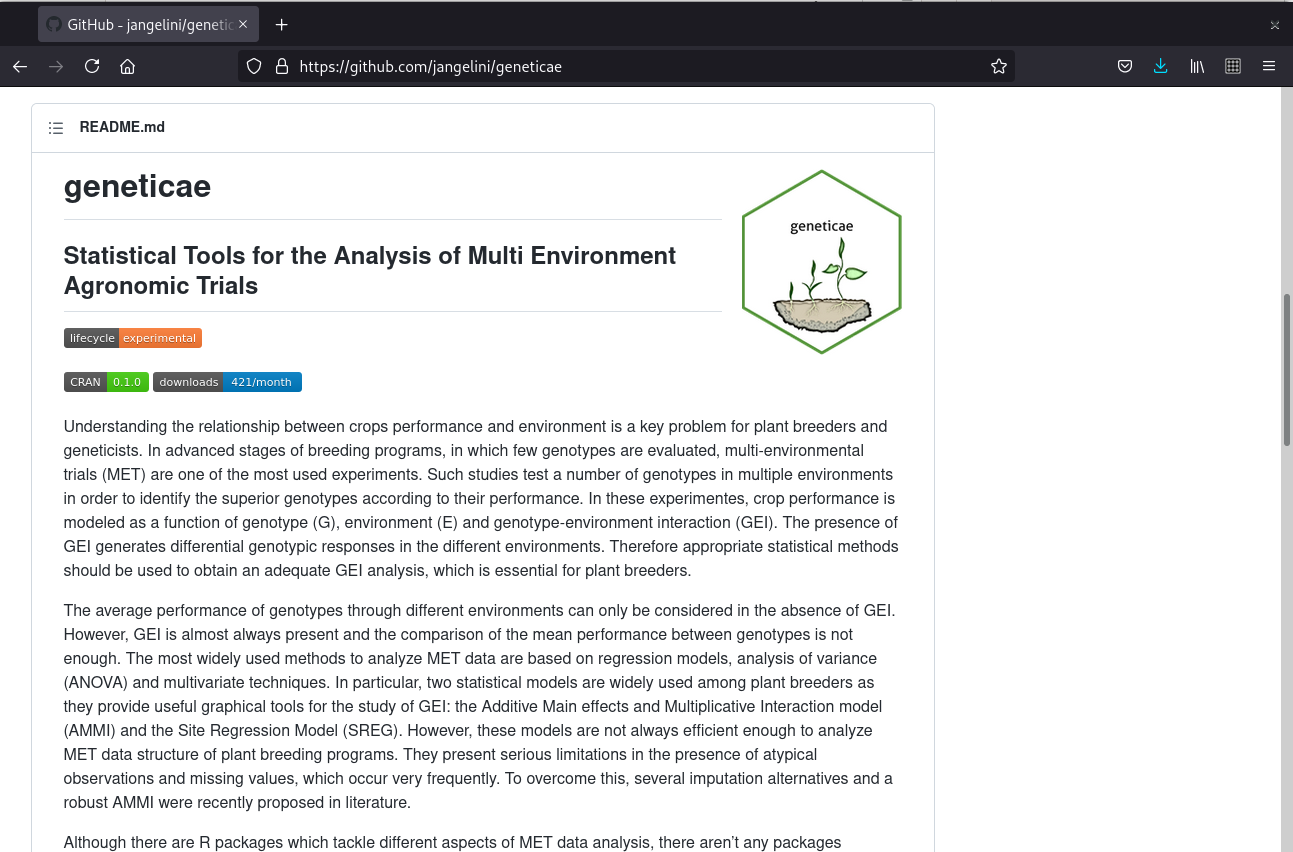 GitHub - jangelini/genetic
https://github.com/jangelini/geneticae
README.md
geneticae
geneticae
Statistical Tools for the Analysis of Multi Environment
Agronomic Trials
lifecycle experimental
CRAN 0.1.0 downloads 421/month
Understanding the relationship between crops performance and environment is a key problem for plant breeders and
geneticists. In advanced stages of breeding programs, in which few genotypes are evaluated, multi-environmental
trials (MET) are one of the most used experiments. Such studies test a number of genotypes in multiple environments
in order to identify the superior genotypes according to their performance. In these experimentes, crop performance is
modeled as a function of genotype (G), environment (E) and genotype-environment interaction (GEI). The presence of
GEI generates differential genotypic responses in the different environments. Therefore appropriate statistical methods
should be used to obtain an adequate GEI analysis, which is essential for plant breeders.
The average performance of genotypes through different environments can only be considered in the absence of GEI.
However, GEI is almost always present and the comparison of the mean performance between genotypes is not
enough. The most widely used methods to analyze MET data are based on regression models, analysis of variance
(ANOVA) and multivariate techniques. In particular, two statistical models are widely used among plant breeders as
they provide useful graphical tools for the study of GEI: the Additive Main effects and Multiplicative Interaction model
(AMMI) and the Site Regression Model (SREG). However, these models are not always efficient enough to analyze
MET data structure of plant breeding programs. They present serious limitations in the presence of atypical
observations and missing values, which occur very frequently. To overcome this, several imputation alternatives and a
robust AMMI were recently proposed in literature.
Although there are R packages which tackle different aspects of MET data analysis, there aren't any packages